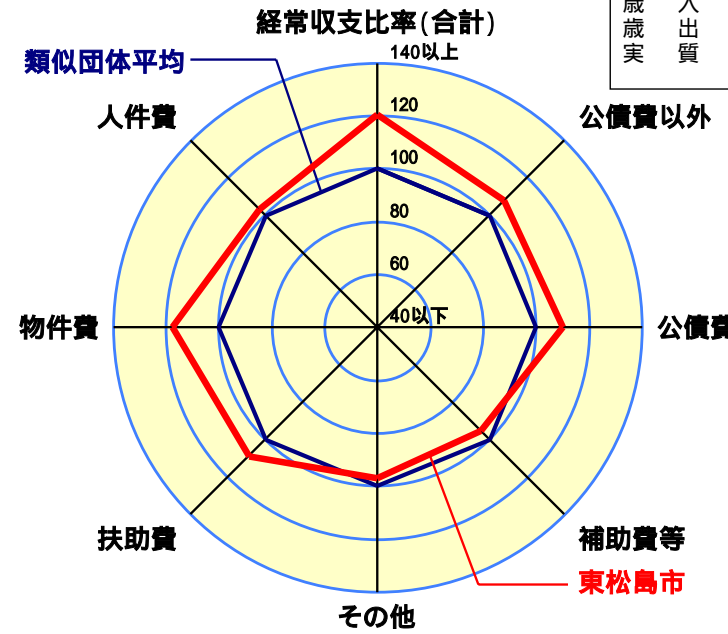 経常収支比率(合計)
歳歳実
入出質
140以上
類似団体平均
人件費
120
公債費以外
100
80
60
40以下
物件費
公債費
扶助費
補助費等
東松島市
その他